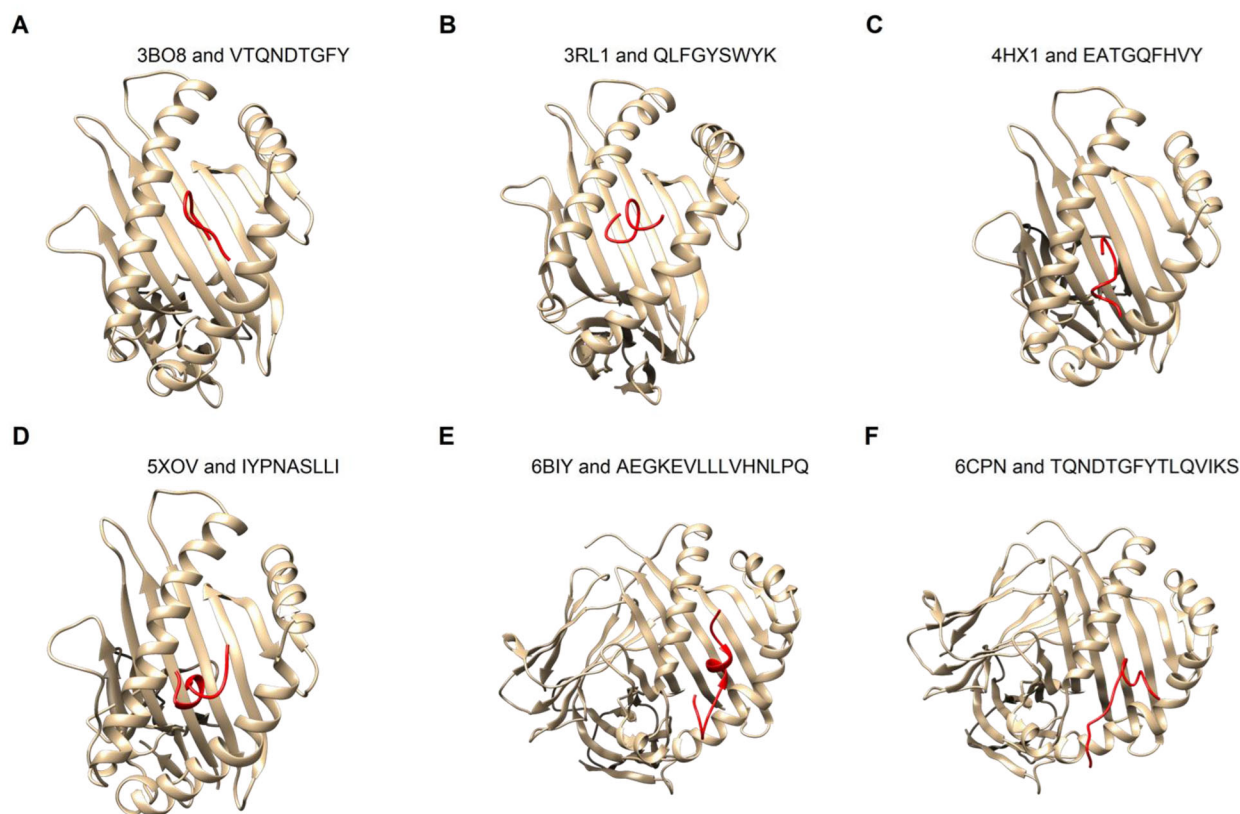 A
3BO8 and VTQNDTGFY
B
3RL1 and QLFGYSWYK
C
4HX1 and EATGQFHVY
D
5XOV and IYPNASLLI
E
6BIY and AEGKEVLLLVHNLPQ
F
6CPN and TQNDTGFYTLQVIKS